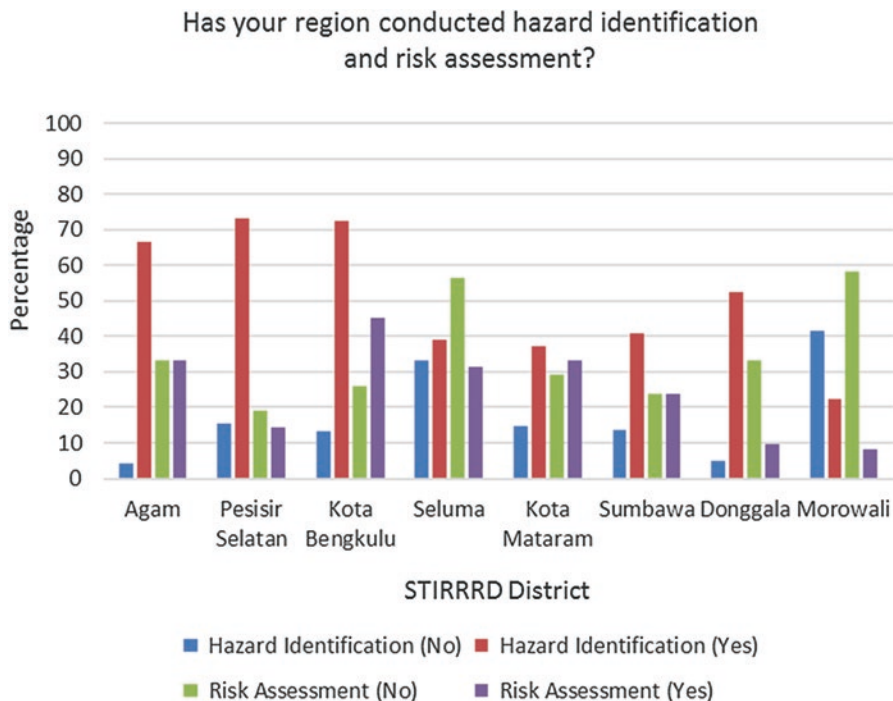 Has your region conducted hazard identification
and risk assessment?
100
90
80
70
60
50
40
30
20
10
0
Percentage
Agam
Pesisir
Selatan
Kota
Bengkulu
Seluma
Kota
Mataram
Sumbawa
Donggala
Morowali
STIRRRD District
Hazard Identification (No)
Hazard Identification (Yes)
Risk Assessment (No)
Risk Assessment (Yes)